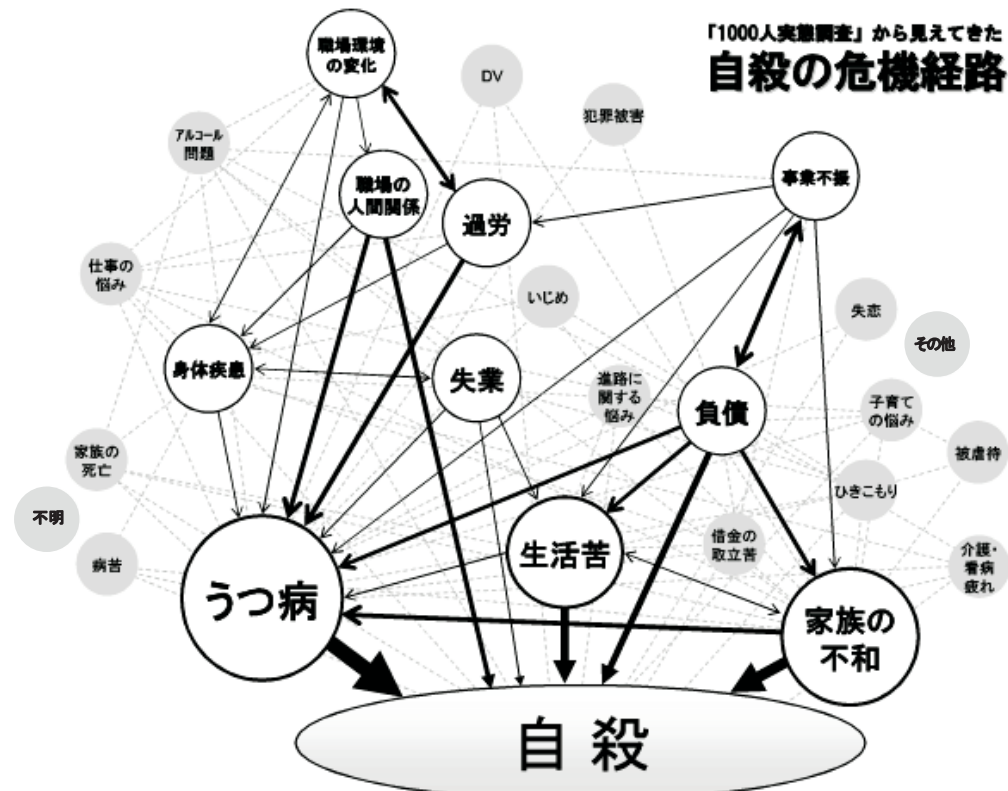 「1000人実態調査」から見えてきた
自殺の危機経路
職場環境
の変化
DV
犯罪被害
アルコール
問題
職場の
人間関係
過労
事業不振
仕事の
悩み
いじめ
失恋
その他
身体疾患
失業
進路に
関する
悩み
負債
子育て
の悩み
家族の
死亡
被虐待
ひきこもり
不明
病苦
うつ病
生活苦
借金の
取立苦
介護・
看病
疲れ
家族の
不和
自殺